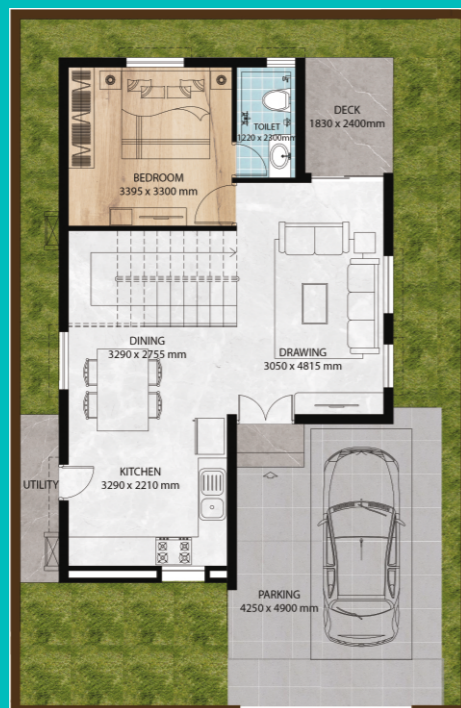 DECK
1830 x 2400mm
TOILET
1220 x 2300mm
BEDROOM
3395 x 3300 mm
DINING
3290 x 2755 mm
DRAWING
3050 x 4815 mm
KITCHEN
3290 x 2210 mm
UTILITY
PARKING
4250 x 4900 mm